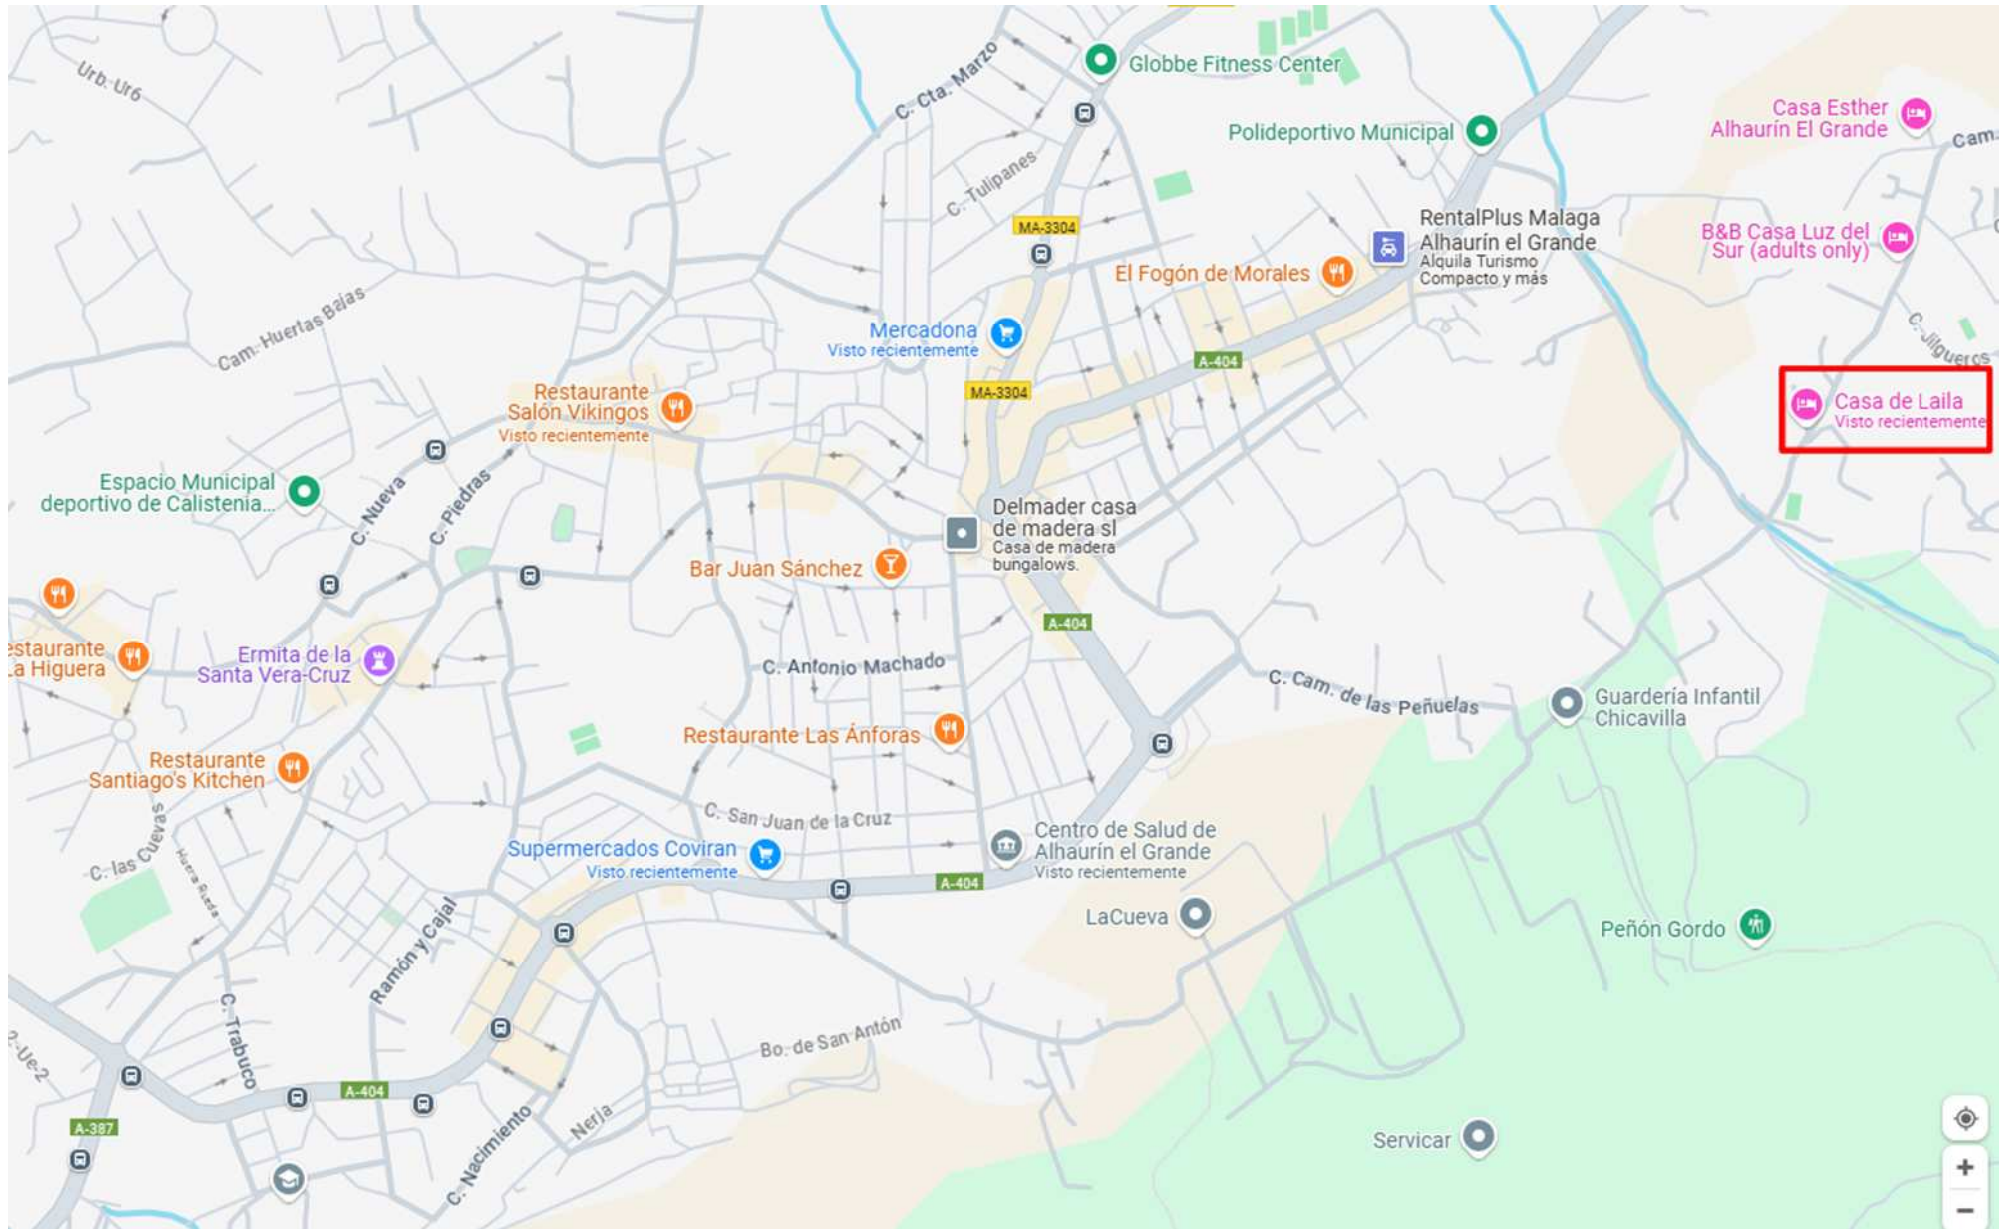 Urb. Ur6
C. Cta. Marzo
Globbe Fitness Center
Polideportivo Municipal
Casa Esther
Alhaurín El Grande
Cam.
C. Tulipanes
MA-3304
RentalPlus Malaga
Alhaurín el Grande
Alquila Turismo
Compacto y más
B&B Casa Luz del
Sur (adults only)
El Fogón de Morales
Cam. Huertas Bajas
Mercadona
Visto recientemente
A-404
C. Jilgueros
MA-3304
Restaurante
Salón Vikingos
Visto recientemente
Casa de Laila
Visto recientemente
Espacio Municipal
deportivo de Calistenia...
C. Nueva
C. Piedras
Delmader casa
de madera sl
Casa de madera
bungalows.
Bar Juan Sánchez
A-404
estaurante
La Higuera
Ermita de la
Santa Vera-Cruz
C. Antonio Machado
C. Cam. de las Peñuelas
Guardería Infantil
Chicavilla
Restaurante Las Ánforas
Restaurante
Santiago's Kitchen
C. San Juan de la Cruz
Centro de Salud de
Alhaurín el Grande
Visto recientemente
Supermercados Coviran
Visto recientemente
C. las Cuevas
A-404
LaCueva
Peñón Gordo
Ramón y Cajal
C. Trabuco
Bo. de San Antón
A-404
A-387
Nerja
C. Nacimiento
Servicar
+
−